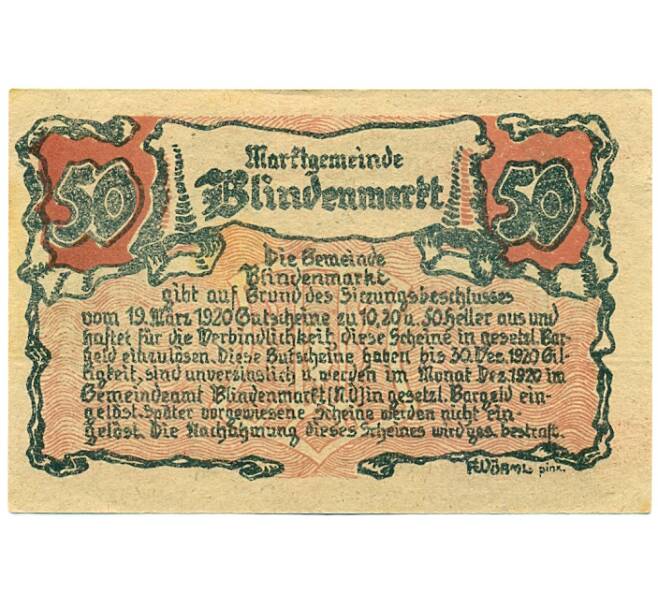 Marktgemeinde
50 Blindenmarkt 50
Die Gemeinde
Blindenmarkt
gibt auf Grund des Sitzungsbeschlusses
vom 19. März 1920 Gutscheine zu 10, 20 u. 50 Heller aus und
haftet für die Verbindlichkeit, diese Scheine in gesetzl. Bar-
geld einzulösen. Diese Gutscheine haben bis 30. Dez. 1920 Gil-
tigkeit, sind unverzinslich u. werden im Monat Dez. 1920 im
Gemeindeamt Blindenmarkt (N.Ö) in gesetzl. Bargeld ein-
gelöst. Später vorgewiesene Scheine werden nicht ein-
gelöst. Die Nachahmung dieses Scheines wird ges. bestraft.
WÖRML pinx.